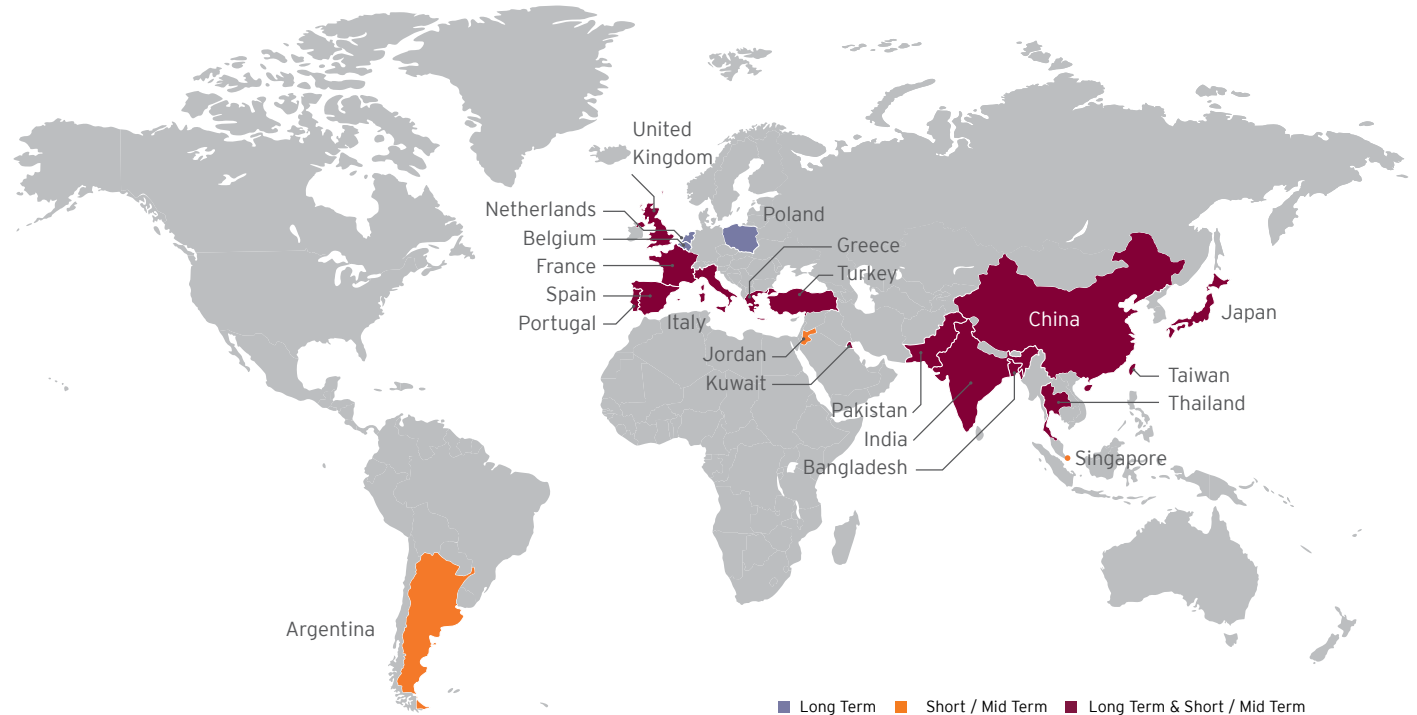 United
Kingdom
Netherlands
Poland
Belgium
Greece
France
Turkey
Spain
Portugal
Italy
China
Japan
Jordan
Kuwait
Taiwan
Thailand
Pakistan
India
Bangladesh
Singapore
Argentina
Long Term
Short / Mid Term
Long Term & Short / Mid Term